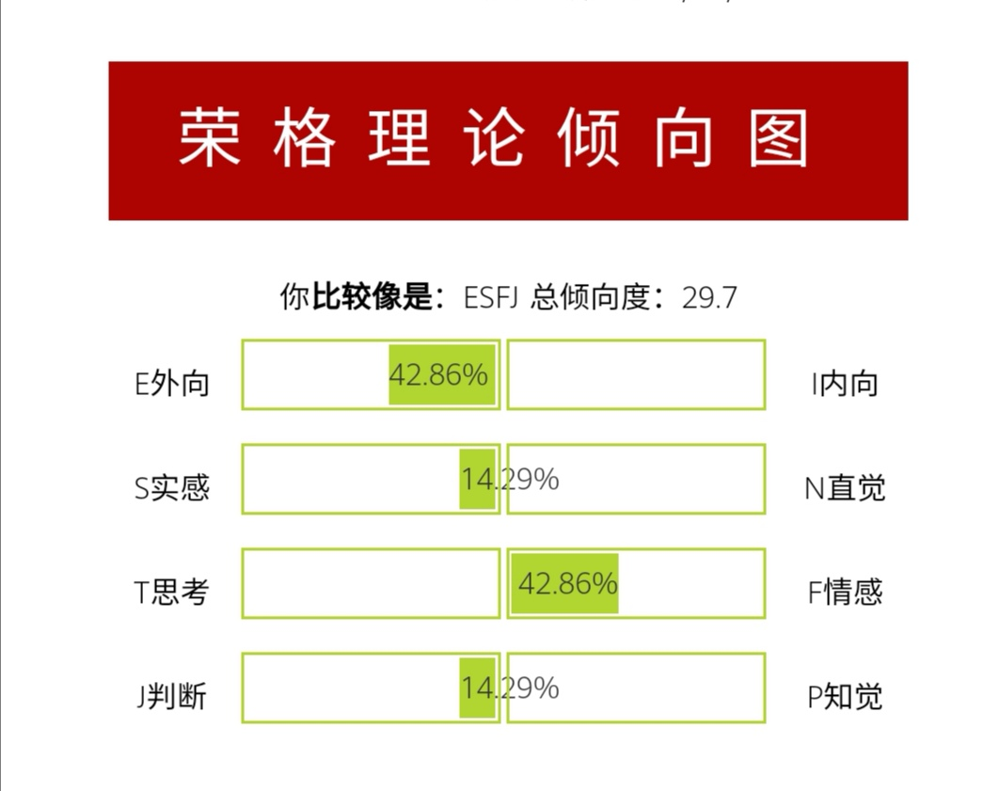 荣格理论倾向图
你比较像是：ESFJ 总倾向度：29.7
E外向 42.86% I内向
S实感 14.29% N直觉
T思考 42.86% F情感
J判断 14.29% P知觉